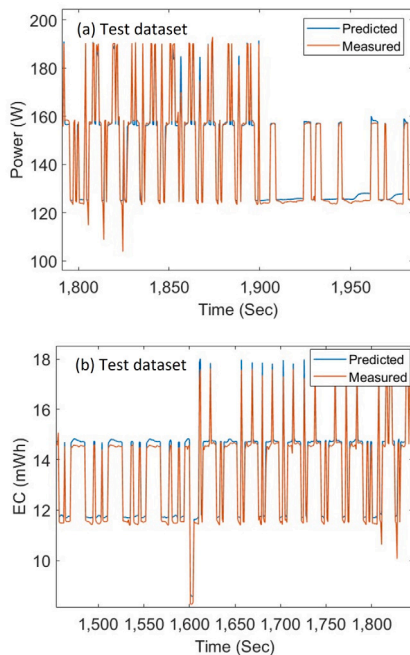 (a) Test dataset
Predicted
Measured
200
180
160
140
120
100
Power (W)
1,800
1,850
1,900
1,950
Time (Sec)
(b) Test dataset
Predicted
Measured
18
16
14
12
10
EC (mWh)
1,500
1,550
1,600
1,650
1,700
1,750
1,800
Time (Sec)